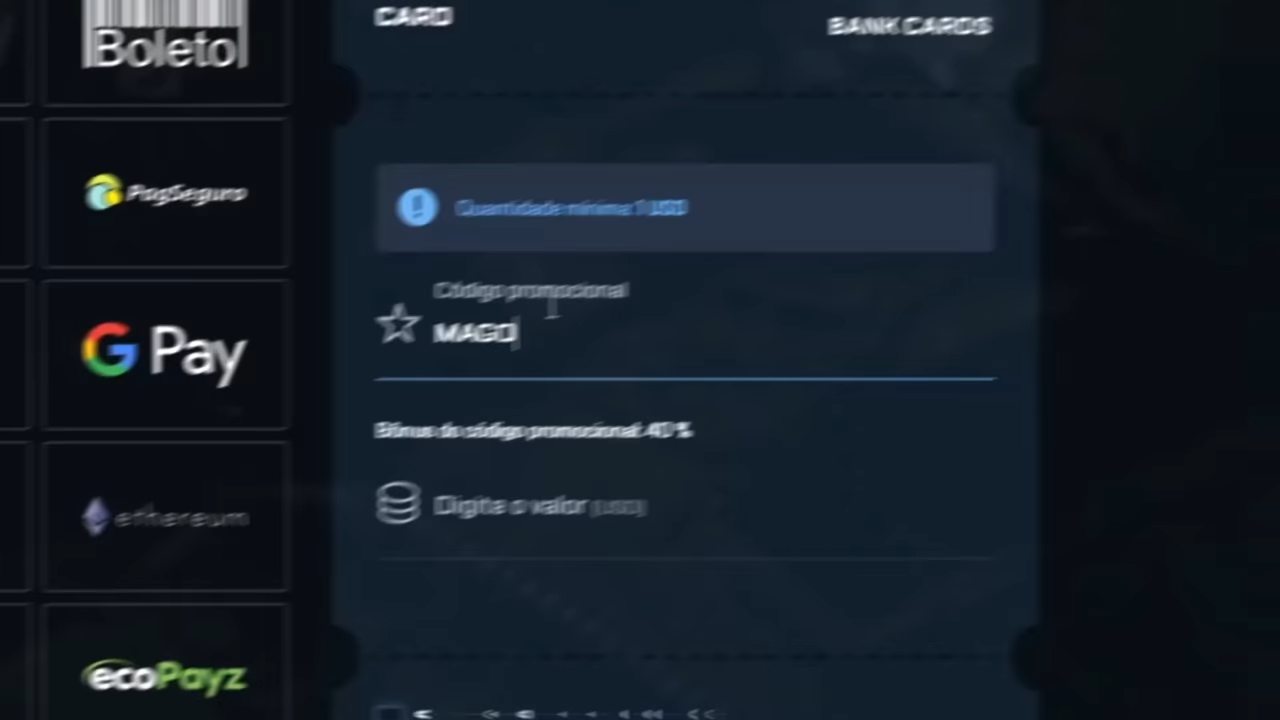 CARD
BANK CARDS
Boleto
PagSeguro
Quantidade mínima: 1 USD
Código promocional
MAGO
G Pay
Bônus do código promocional: 40 %
Digite o valor (USD)
ethereum
ecoPayz